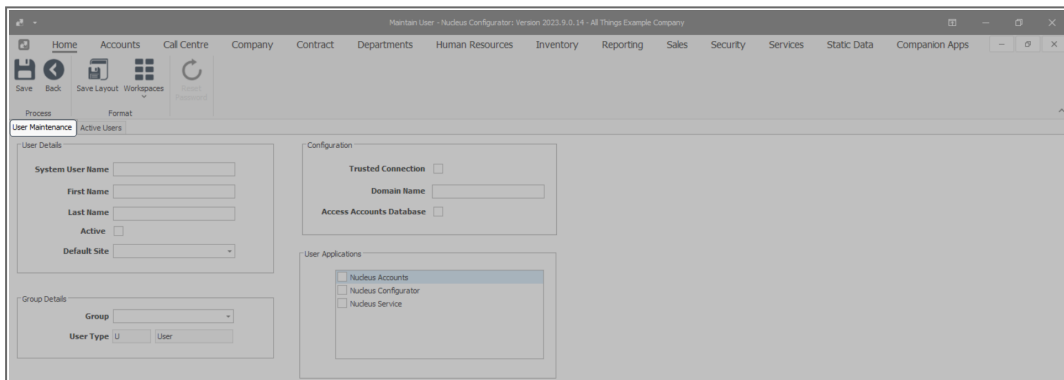 Maintain User - Nucleus Configurator: Version 2023.9.0.14 - All Things Example Company
Home Accounts Call Centre Company Contract Departments Human Resources Inventory Reporting Sales Security Services Static Data Companion Apps
Save Back Save Layout Workspaces Reset Password
Process Format
User Maintenance Active Users
User Details
System User Name
First Name
Last Name
Active
Default Site
Group Details
Group
User Type U User
Configuration
Trusted Connection
Domain Name
Access Accounts Database
User Applications
Nucleus Accounts
Nucleus Configurator
Nucleus Service